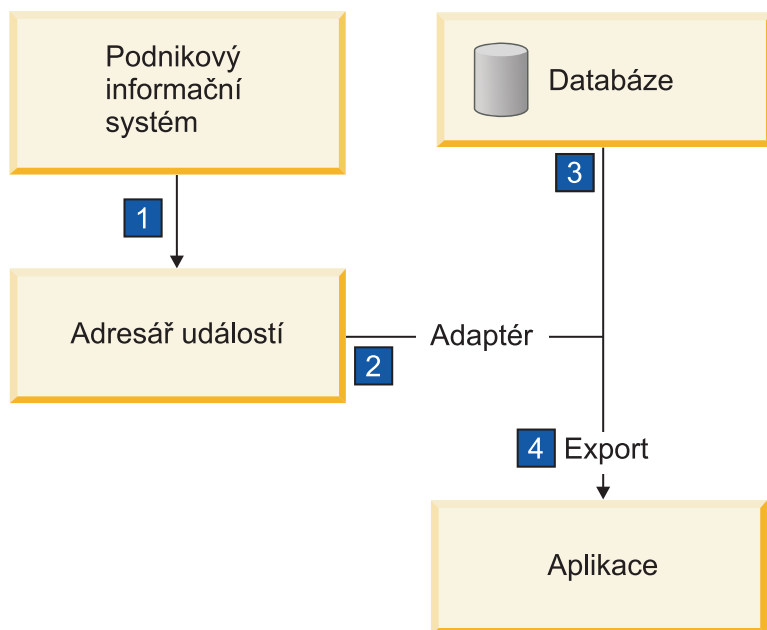 Podnikový
informační
systém
Databáze
3
1
Adresář událostí
Adaptér
2
4 Export
Aplikace